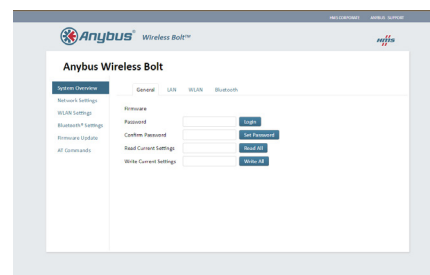 HMS CORPORATE ANYBUS SUPPORT
Anybus® Wireless Bolt™
HMS
Anybus Wireless Bolt
System Overview
Network Settings
WLAN Settings
Bluetooth® Settings
Firmware Update
AT Commands
General LAN WLAN Bluetooth
Firmware
Password Login
Confirm Password Set Password
Read Current Settings Read All
Write Current Settings Write All